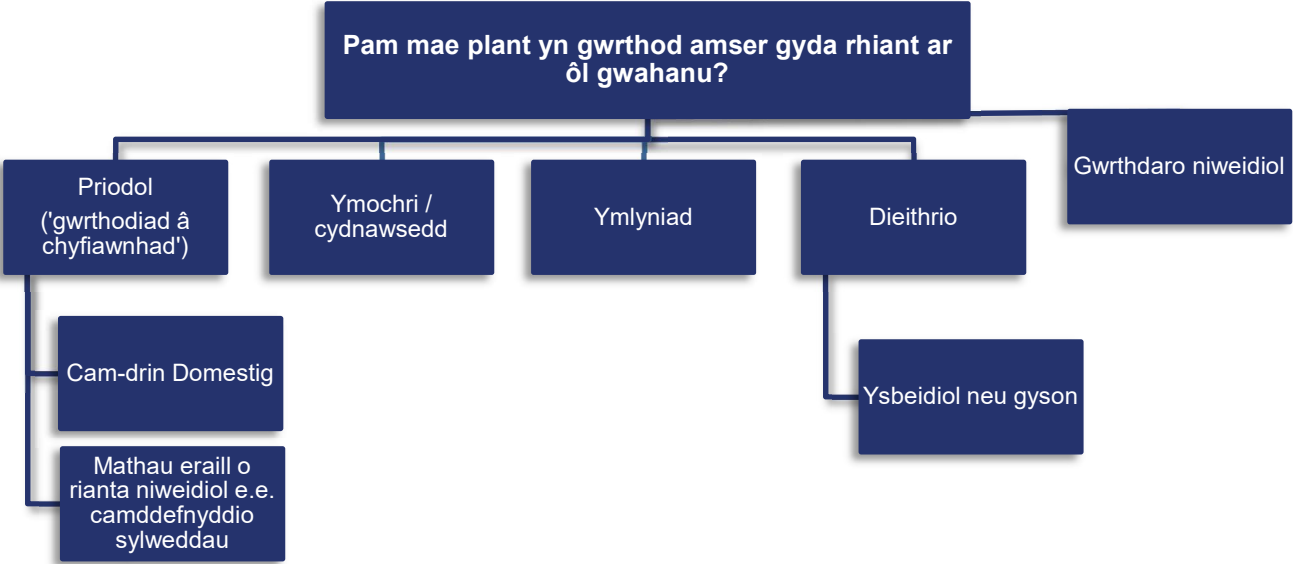 Pam mae plant yn gwrthod amser gyda rhiant ar
ôl gwahanu?
Gwrthdaro niweidiol
Priodol
('gwrthodiad â
chyfiawnhad')
Ymochri /
cydnawsedd
Ymlyniad
Dieithrio
Cam-drin Domestig
Ysbeidiol neu gyson
Mathau eraill o
rianta niweidiol e.e.
camddefnyddio
sylweddau